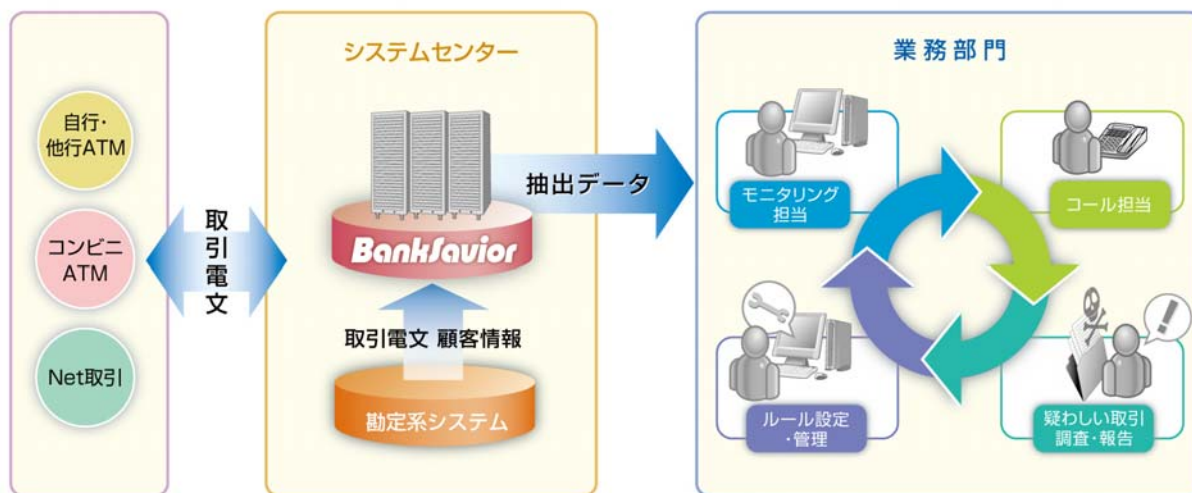 自行・
他行ATM
コンビニ
ATM
Net取引
取引電文
システムセンター
BankSavior
取引電文 顧客情報
勘定系システム
抽出データ
業務部門
モニタリング
担当
コール担当
ルール設定
・管理
疑わしい取引
調査・報告
!